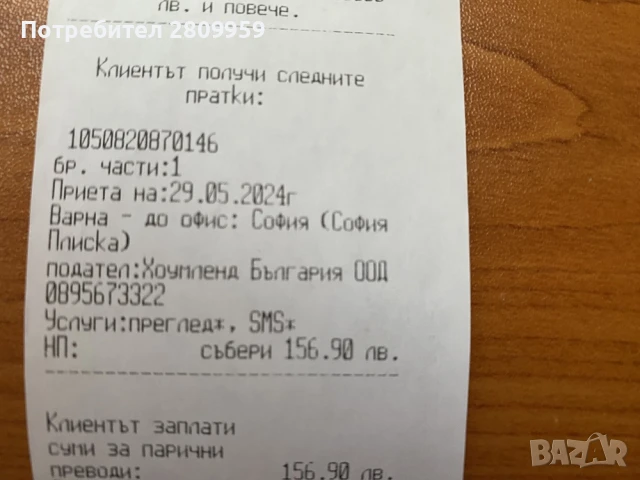 лв. и повече.
Потребител 2809959
Клиентът получи следните
пратки:
1050820870146
бр. части:1
Приета на:29.05.2024г
Варна - до офис: София (София
Плиска)
подател:Хоумленд България ООД
0895673322
Услуги:преглед*, SMS*
НП: събери 156.90 лв.
Клиентът заплати
суми за парични
преводи: 156.90 лв.
BAZAR